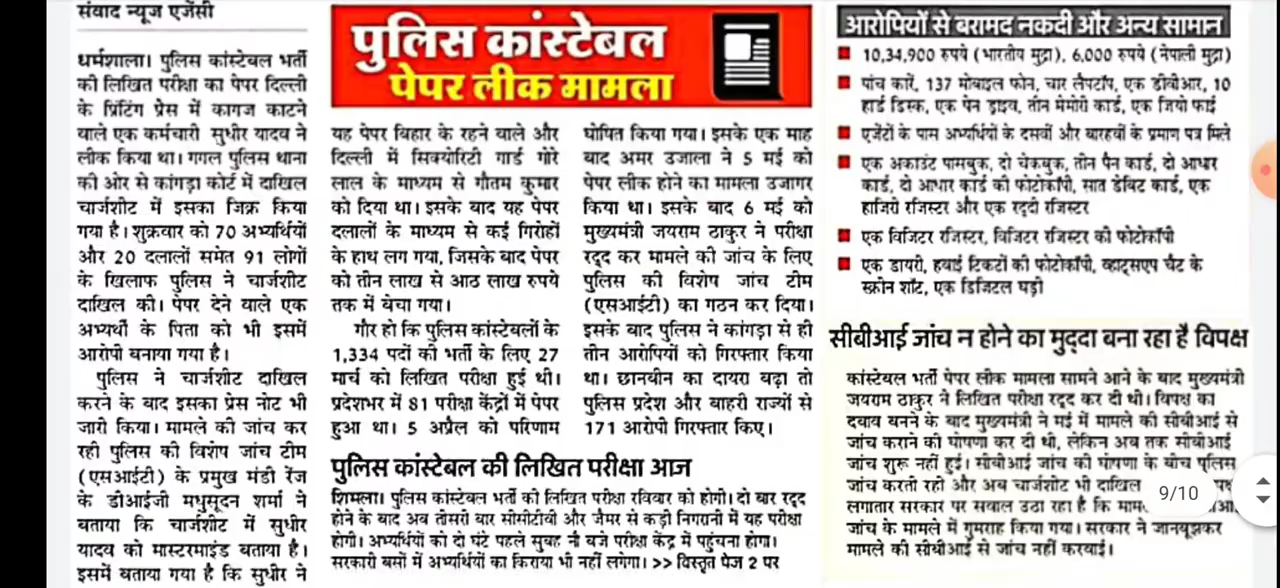 संवाद न्यूज एजेंसी
धर्मशाला। पुलिस कांस्टेबल भर्ती
की लिखित परीक्षा का पेपर दिल्ली
के प्रिंटिंग प्रेस में कागज काटने
वाले एक कर्मचारी सुधीर यादव ने
लीक किया था। गगल पुलिस थाना
की ओर से कांगड़ा कोर्ट में दाखिल
चार्जशीट में इसका जिक्र किया
गया है। शुक्रवार को 70 अभ्यर्थियों
और 20 दलालों समेत 91 लोगों
के खिलाफ पुलिस ने चार्जशीट
दाखिल की। पेपर देने वाले एक
अभ्यर्थी के पिता को भी इसमें
आरोपी बनाया गया है।
पुलिस ने चार्जशीट दाखिल
करने के बाद इसका प्रेस नोट भी
जारी किया। मामले की जांच कर
रही पुलिस की विशेष जांच टीम
(एसआईटी) के प्रमुख मंडी रेंज
के डीआईजी मधुसूदन शर्मा ने
बताया कि चार्जशीट में सुधीर
यादव को मास्टरमाइंड बताया है।
इसमें बताया गया है कि सुधीर ने
पुलिस कांस्टेबल
पेपर लीक मामला
यह पेपर बिहार के रहने वाले और
दिल्ली में सिक्योरिटी गार्ड गोरे
लाल के माध्यम से गौतम कुमार
को दिया था। इसके बाद यह पेपर
दलालों के माध्यम से कई गिरोहों
के हाथ लग गया, जिसके बाद पेपर
को तीन लाख से आठ लाख रुपये
तक में बेचा गया।
गौर हो कि पुलिस कांस्टेबलों के
1,334 पदों की भर्ती के लिए 27
मार्च को लिखित परीक्षा हुई थी।
प्रदेशभर में 81 परीक्षा केंद्रों में पेपर
हुआ था। 5 अप्रैल को परिणाम
घोषित किया गया। इसके एक माह
बाद अमर उजाला ने 5 मई को
पेपर लीक होने का मामला उजागर
किया था। इसके बाद 6 मई को
मुख्यमंत्री जयराम ठाकुर ने परीक्षा
रद्द कर मामले की जांच के लिए
पुलिस की विशेष जांच टीम
(एसआईटी) का गठन कर दिया।
इसके बाद पुलिस ने कांगड़ा से ही
तीन आरोपियों को गिरफ्तार किया
था। छानबीन का दायरा बढ़ा तो
पुलिस प्रदेश और बाहरी राज्यों से
171 आरोपी गिरफ्तार किए।
पुलिस कांस्टेबल की लिखित परीक्षा आज
शिमला। पुलिस कांस्टेबल भर्ती की लिखित परीक्षा रविवार को होगी। दो बार रद्द
होने के बाद अब तीसरी बार सीसीटीवी और जैमर से कड़ी निगरानी में यह परीक्षा
होगी। अभ्यर्थियों को दो घंटे पहले सुबह नौ बजे परीक्षा केंद्र में पहुंचना होगा।
सरकारी बसों में अभ्यर्थियों का किराया भी नहीं लगेगा। >> विस्तृत पेज 2 पर
आरोपियों से बरामद नकदी और अन्य सामान
10,34,900 रुपये (भारतीय मुद्रा), 6,000 रुपये (नेपाली मुद्रा)
पांच कारें, 137 मोबाइल फोन, चार लैपटॉप, एक डीवीआर, 10
हार्ड डिस्क, एक पेन ड्राइव, तीन मेमोरी कार्ड, एक जियो फाई
एजेंटों के पास अभ्यर्थियों के दसवीं और बारहवीं के प्रमाण पत्र मिले
एक अकाउंट पासबुक, दो चेकबुक, तीन पैन कार्ड, दो आधार
कार्ड, दो आधार कार्ड की फोटोकॉपी, सात डेबिट कार्ड, एक
हाजिरी रजिस्टर और एक रद्दी रजिस्टर
एक विजिटर रजिस्टर, विजिटर रजिस्टर की फोटोकॉपी
एक डायरी, हवाई टिकटों की फोटोकॉपी, व्हाट्सएप चैट के
स्क्रीन शॉट, एक डिजिटल घड़ी
सीबीआई जांच न होने का मुद्दा बना रहा है विपक्ष
कांस्टेबल भर्ती पेपर लीक मामला सामने आने के बाद मुख्यमंत्री
जयराम ठाकुर ने लिखित परीक्षा रद्द कर दी थी। विपक्ष का
दबाव बनने के बाद मुख्यमंत्री ने मई में मामले की सीबीआई से
जांच कराने की घोषणा कर दी थी, लेकिन अब तक सीबीआई
जांच शुरू नहीं हुई। सीबीआई जांच की घोषणा के बीच पुलिस
जांच करती रही और अब चार्जशीट भी दाखिल
लगातार सरकार पर सवाल उठा रहा है कि
जांच के मामले में गुमराह किया गया। सरकार ने जानबूझकर
मामले की सीबीआई से जांच नहीं करवाई।
9/10